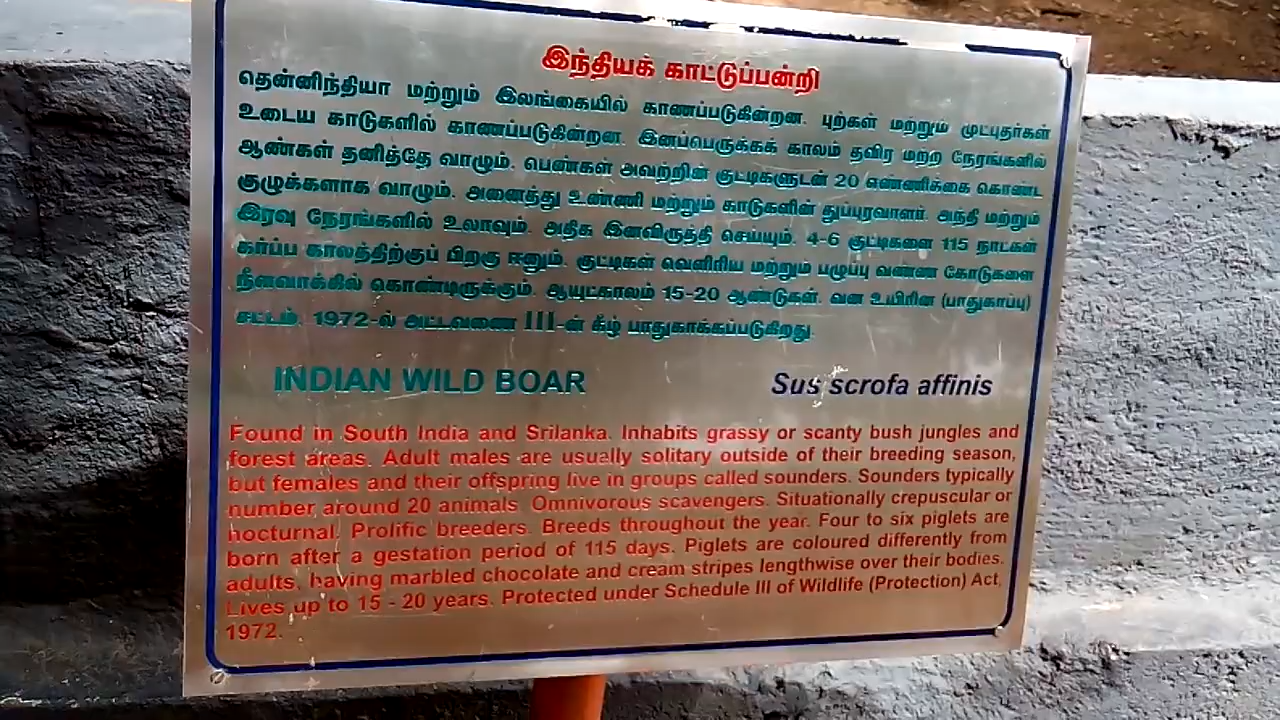 இந்தியக் காட்டுப்பன்றி
தென்னிந்தியா மற்றும் இலங்கையில் காணப்படுகின்றன. புற்கள் மற்றும் முட்புதர்கள்
உடைய காடுகளில் காணப்படுகின்றன. இனப்பெருக்கக் காலம் தவிர மற்ற நேரங்களில்
ஆண்கள் தனித்தே வாழும். பெண்கள் அவற்றின் குட்டிகளுடன் 20 எண்ணிக்கை கொண்ட
குழுக்களாக வாழும். அனைத்து உண்ணி மற்றும் காடுகளின் துப்புரவாளர். அந்தி மற்றும்
இரவு நேரங்களில் உலாவும். அதிக இனவிருத்தி செய்யும். 4-6 குட்டிகளை 115 நாட்கள்
கர்ப்ப காலத்திற்குப் பிறகு ஈனும். குட்டிகள் வெளிரிய மற்றும் பழுப்பு வண்ண கோடுகளை
நீளவாக்கில் கொண்டிருக்கும். ஆயுட்காலம் 15-20 ஆண்டுகள். வன உயிரின (பாதுகாப்பு)
சட்டம். 1972-ல் அட்டவணை III-ன் கீழ் பாதுகாக்கப்படுகிறது.
INDIAN WILD BOAR Sus scrofa affinis
Found in South India and Srilanka. Inhabits grassy or scanty bush jungles and
forest areas. Adult males are usually solitary outside of their breeding season,
but females and their offspring live in groups called sounders. Sounders typically
number around 20 animals. Omnivorous scavengers. Situationally crepuscular or
nocturnal. Prolific breeders. Breeds throughout the year. Four to six piglets are
born after a gestation period of 115 days. Piglets are coloured differently from
adults, having marbled chocolate and cream stripes lengthwise over their bodies.
Lives up to 15 - 20 years. Protected under Schedule III of Wildlife (Protection) Act,
1972.